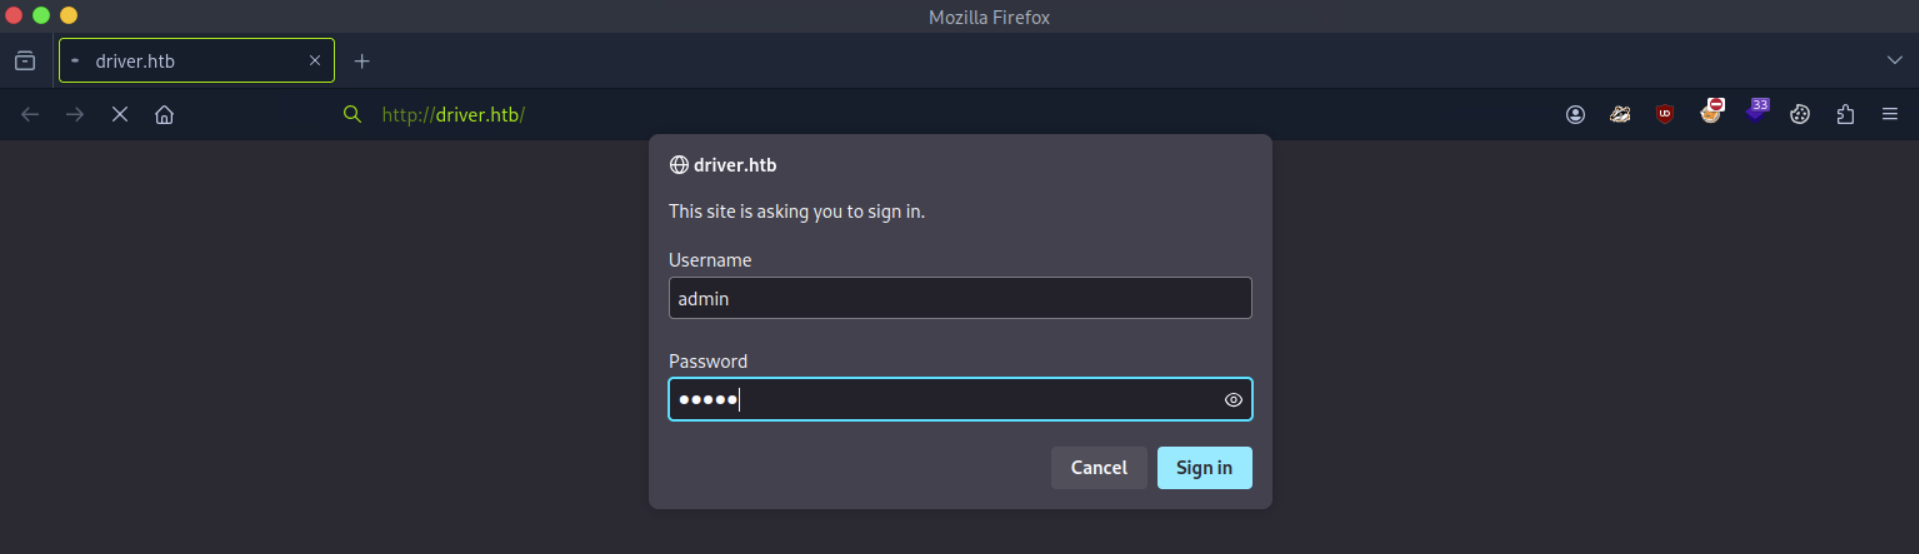 Mozilla Firefox
driver.htb
http://driver.htb/
33
driver.htb
This site is asking you to sign in.
Username
admin
Password
●●●●●
Cancel Sign in